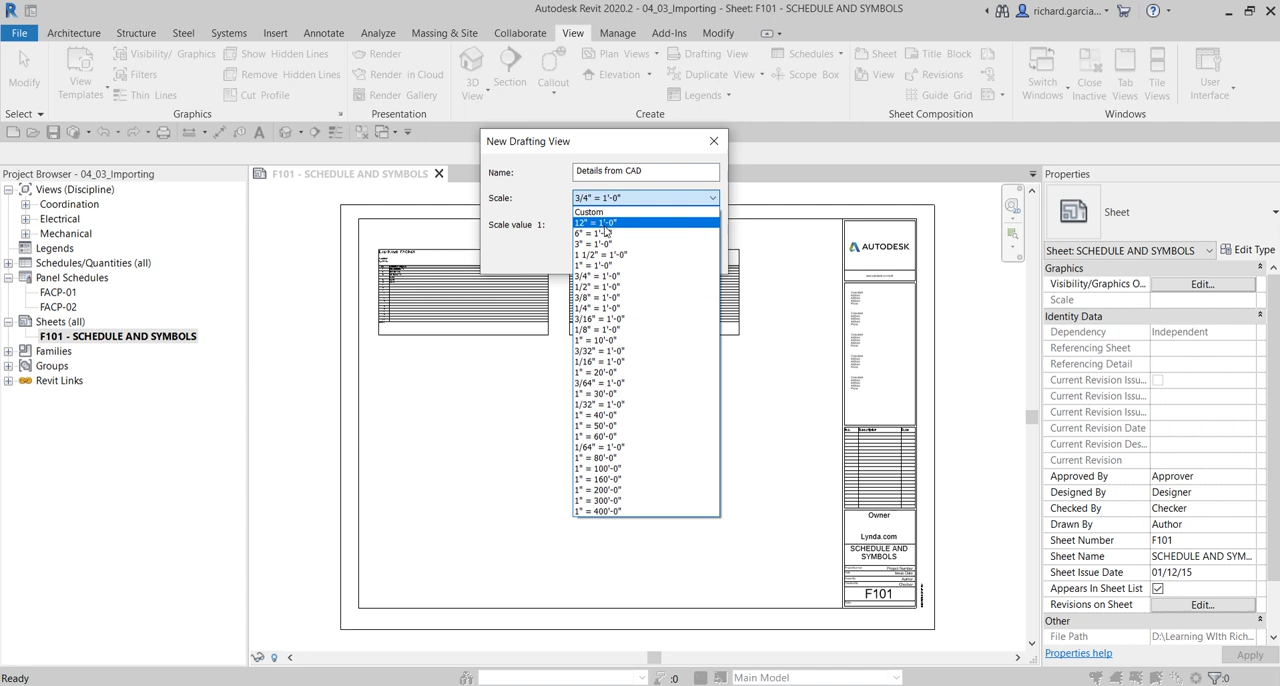 Autodesk Revit 2020.2 - 04_03_Importing - Sheet: F101 - SCHEDULE AND SYMBOLS
richard.garcia...
File Architecture Structure Steel Systems Insert Annotate Analyze Massing & Site Collaborate View Manage Add-Ins Modify
Modify
View Templates
Visibility/ Graphics
Filters
Thin Lines
Show Hidden Lines
Remove Hidden Lines
Cut Profile
Render
Render in Cloud
Render Gallery
3D View
Section
Callout
Plan Views
Elevation
Drafting View
Duplicate View
Legends
Schedules
Scope Box
Sheet
View
Title Block
Revisions
Guide Grid
Switch Windows
Close Inactive
Tab Views
Tile Views
User Interface
Select Graphics Presentation Create Sheet Composition Windows
Project Browser - 04_03_Importing
Views (Discipline)
Coordination
Electrical
Mechanical
Legends
Schedules/Quantities (all)
Panel Schedules
FACP-01
FACP-02
Sheets (all)
F101 - SCHEDULE AND SYMBOLS
Families
Groups
Revit Links
F101 - SCHEDULE AND SYMBOLS
New Drafting View
Name: Details from CAD
Scale: 3/4" = 1'-0"
Scale value 1:
Custom
12" = 1'-0"
6" = 1'-0"
3" = 1'-0"
1 1/2" = 1'-0"
1" = 1'-0"
3/4" = 1'-0"
1/2" = 1'-0"
3/8" = 1'-0"
1/4" = 1'-0"
3/16" = 1'-0"
1/8" = 1'-0"
1" = 10'-0"
3/32" = 1'-0"
1/16" = 1'-0"
1" = 20'-0"
3/64" = 1'-0"
1" = 30'-0"
1/32" = 1'-0"
1" = 40'-0"
1" = 50'-0"
1" = 60'-0"
1/64" = 1'-0"
1" = 80'-0"
1" = 100'-0"
1" = 160'-0"
1" = 200'-0"
1" = 300'-0"
1" = 400'-0"
AUTODESK
Owner
Lynda.com
SCHEDULE AND
SYMBOLS
F101
Properties
Sheet
Sheet: SCHEDULE AND SYMBOLS Edit Type
Graphics
Visibility/Graphics O... Edit...
Scale
Identity Data
Dependency Independent
Referencing Sheet
Referencing Detail
Current Revision Issu...
Current Revision Issu...
Current Revision Issu...
Current Revision Date
Current Revision Des...
Current Revision
Approved By Approver
Designed By Designer
Checked By Checker
Drawn By Author
Sheet Number F101
Sheet Name SCHEDULE AND SYM...
Sheet Issue Date 01/12/15
Appears In Sheet List
Revisions on Sheet Edit...
Other
File Path D:\Learning WIth Rich...
Properties help Apply
Ready :0 Main Model :0